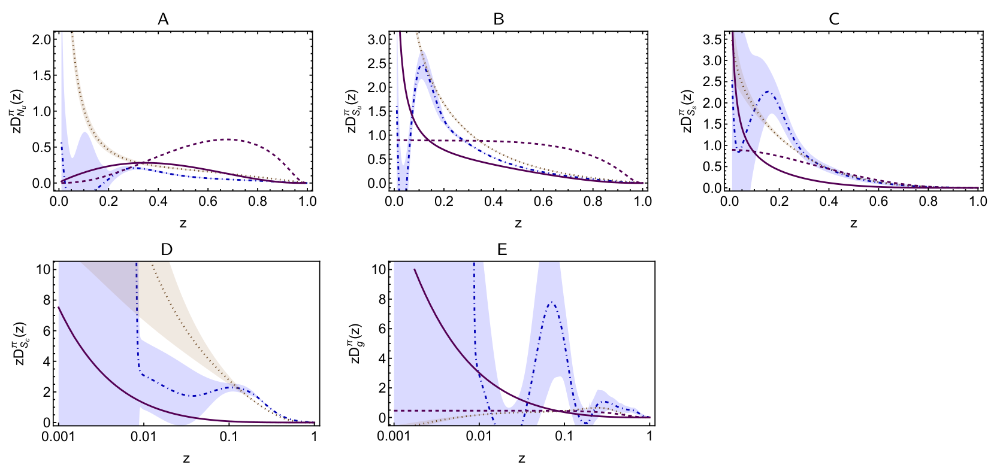 A
zD^π_{N_u}(z)
2.0
1.5
1.0
0.5
0.0
0.0 0.2 0.4 0.6 0.8 1.0
z
B
zD^π_{S_u}(z)
3.0
2.5
2.0
1.5
1.0
0.5
0.0
0.0 0.2 0.4 0.6 0.8 1.0
z
C
zD^π_{S_s}(z)
3.5
3.0
2.5
2.0
1.5
1.0
0.5
0.0
0.0 0.2 0.4 0.6 0.8 1.0
z
D
zD^π_{S_c}(z)
10
8
6
4
2
0
0.001 0.01 0.1 1
z
E
zD^π_g(z)
10
8
6
4
2
0
0.001 0.01 0.1 1
z